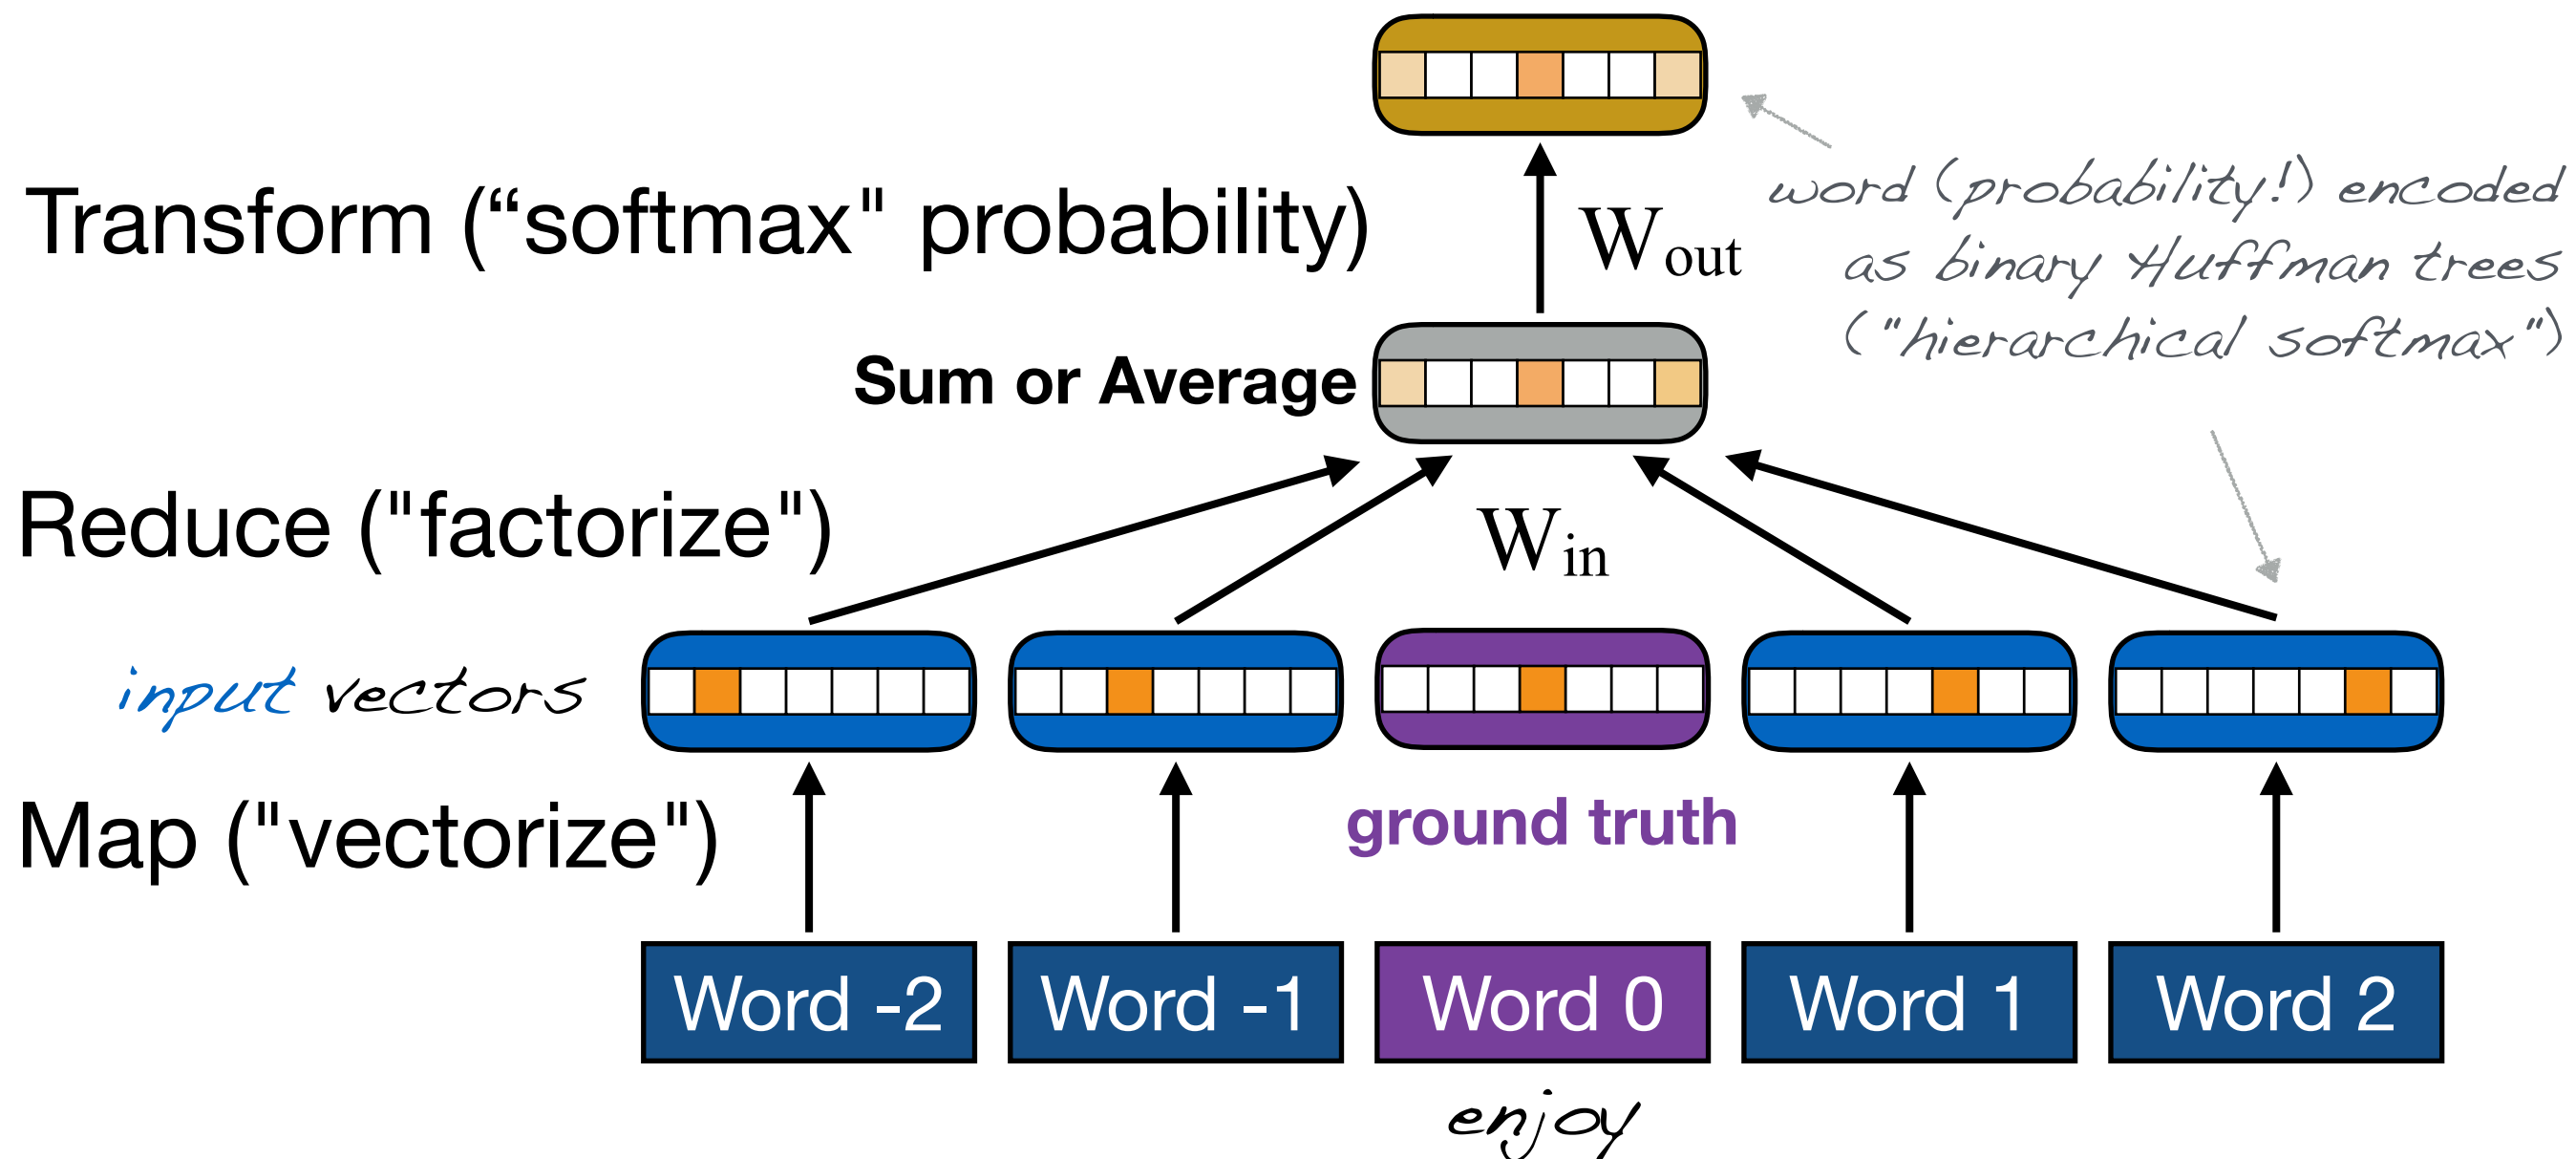 Transform (“softmax" probability)
Wout
word (probability!) encoded
as binary Huffman trees
("hierarchical softmax")
Sum or Average
Reduce ("factorize")
Win
input vectors
Map ("vectorize")
ground truth
Word -2
Word -1
Word 0
Word 1
Word 2
enjoy